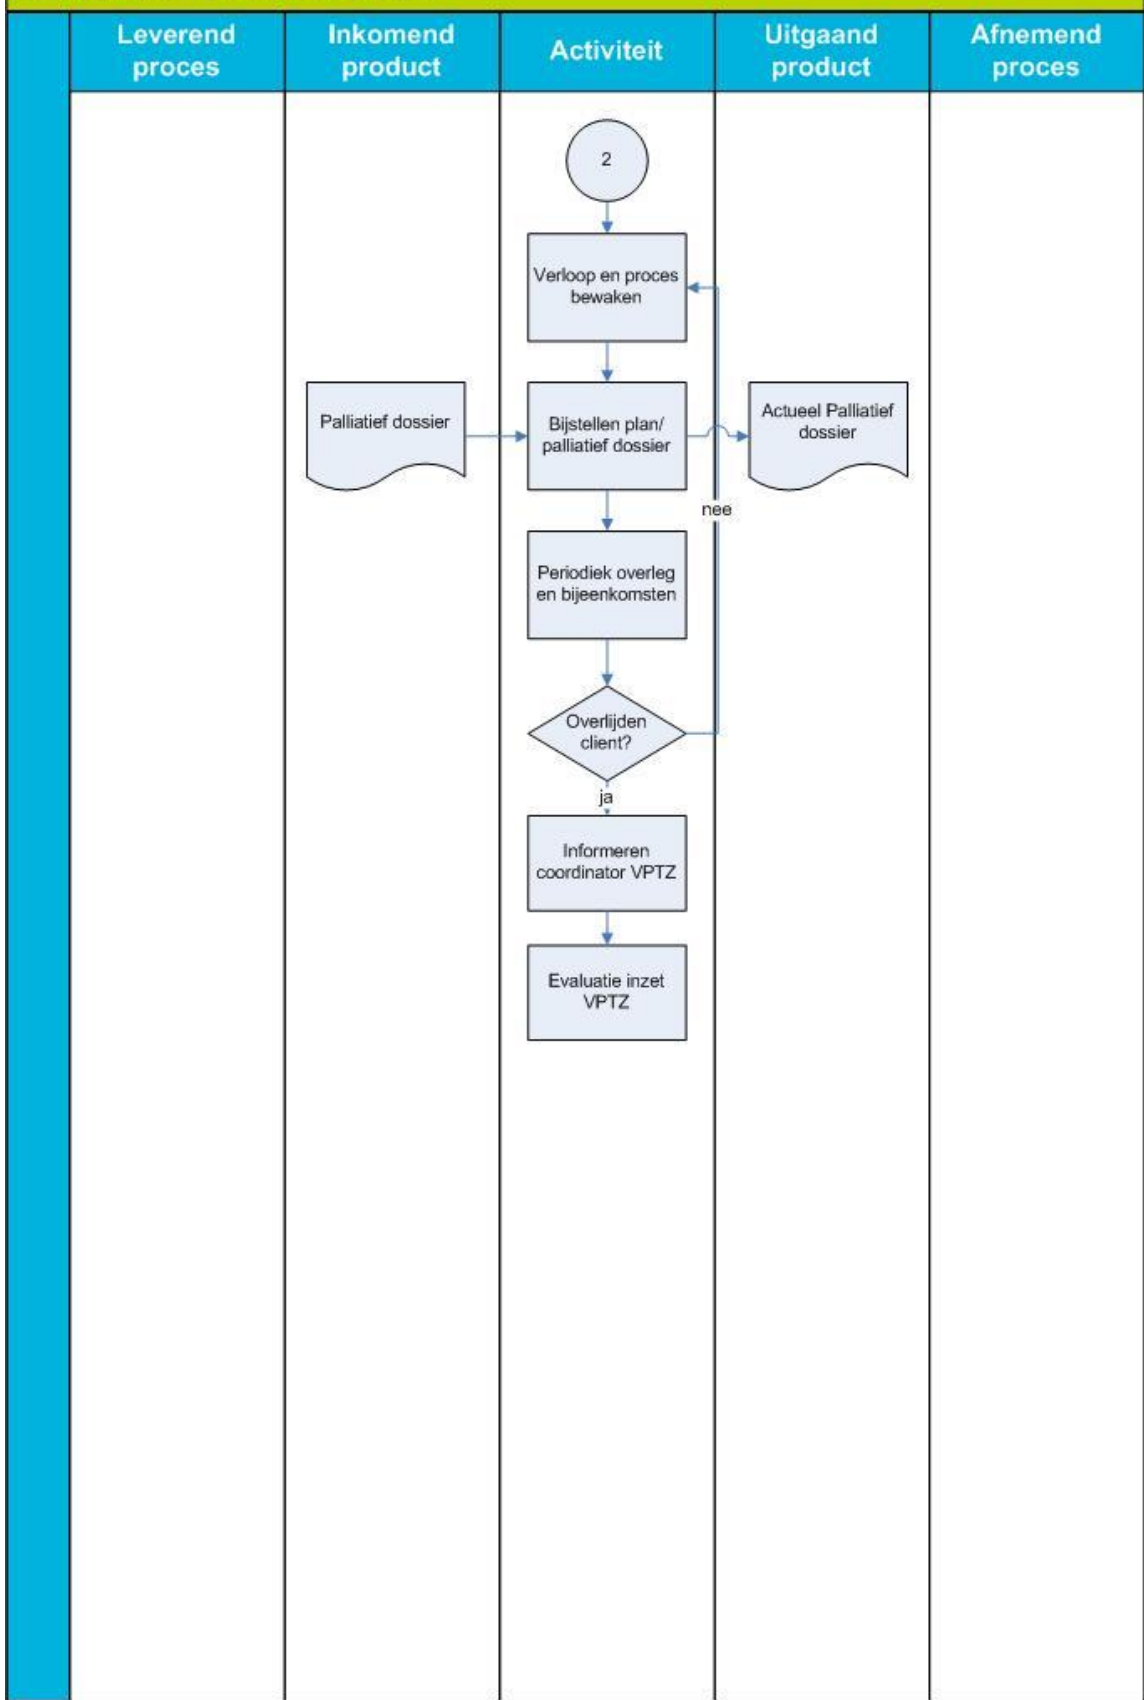 Leverend
proces
Inkomend
product
Activiteit
Uitgaand
product
Afnemend
proces
2
Verloop en proces
bewaken
Palliatief dossier
Bijstellen plan/
palliatief dossier
Actueel Palliatief
dossier
nee
Periodiek overleg
en bijeenkomsten
Overlijden
client?
ja
Informeren
coordinator VPTZ
Evaluatie inzet
VPTZ